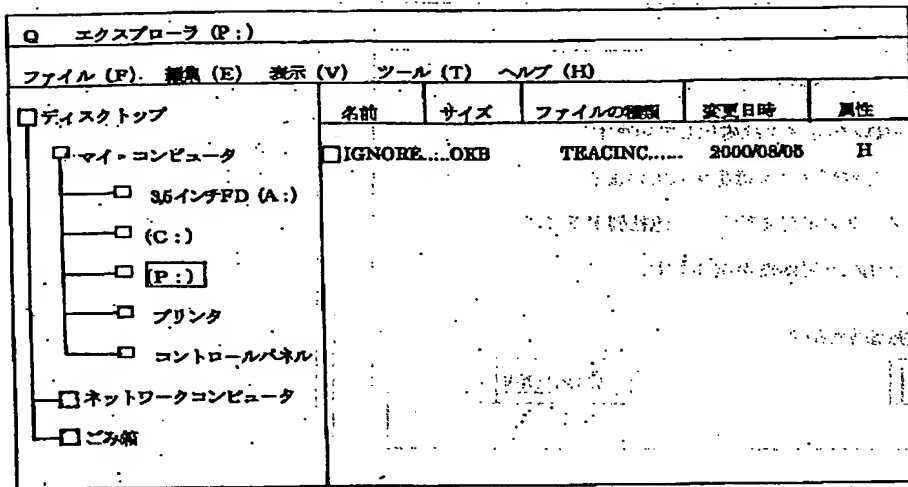 Q エクスプローラ (P:)
ファイル (F). 編集 (E) 表示 (V) ツール (T) ヘルプ (H)
ディスクトップ
マイ・コンピュータ
3.5インチFD (A:)
(C:)
(P:)
プリンタ
コントロールパネル
ネットワークコンピュータ
ごみ箱
名前 サイズ ファイルの種類 変更日時 属性
IGNORE.....OKB TEACINC...... 2000/08/05 H